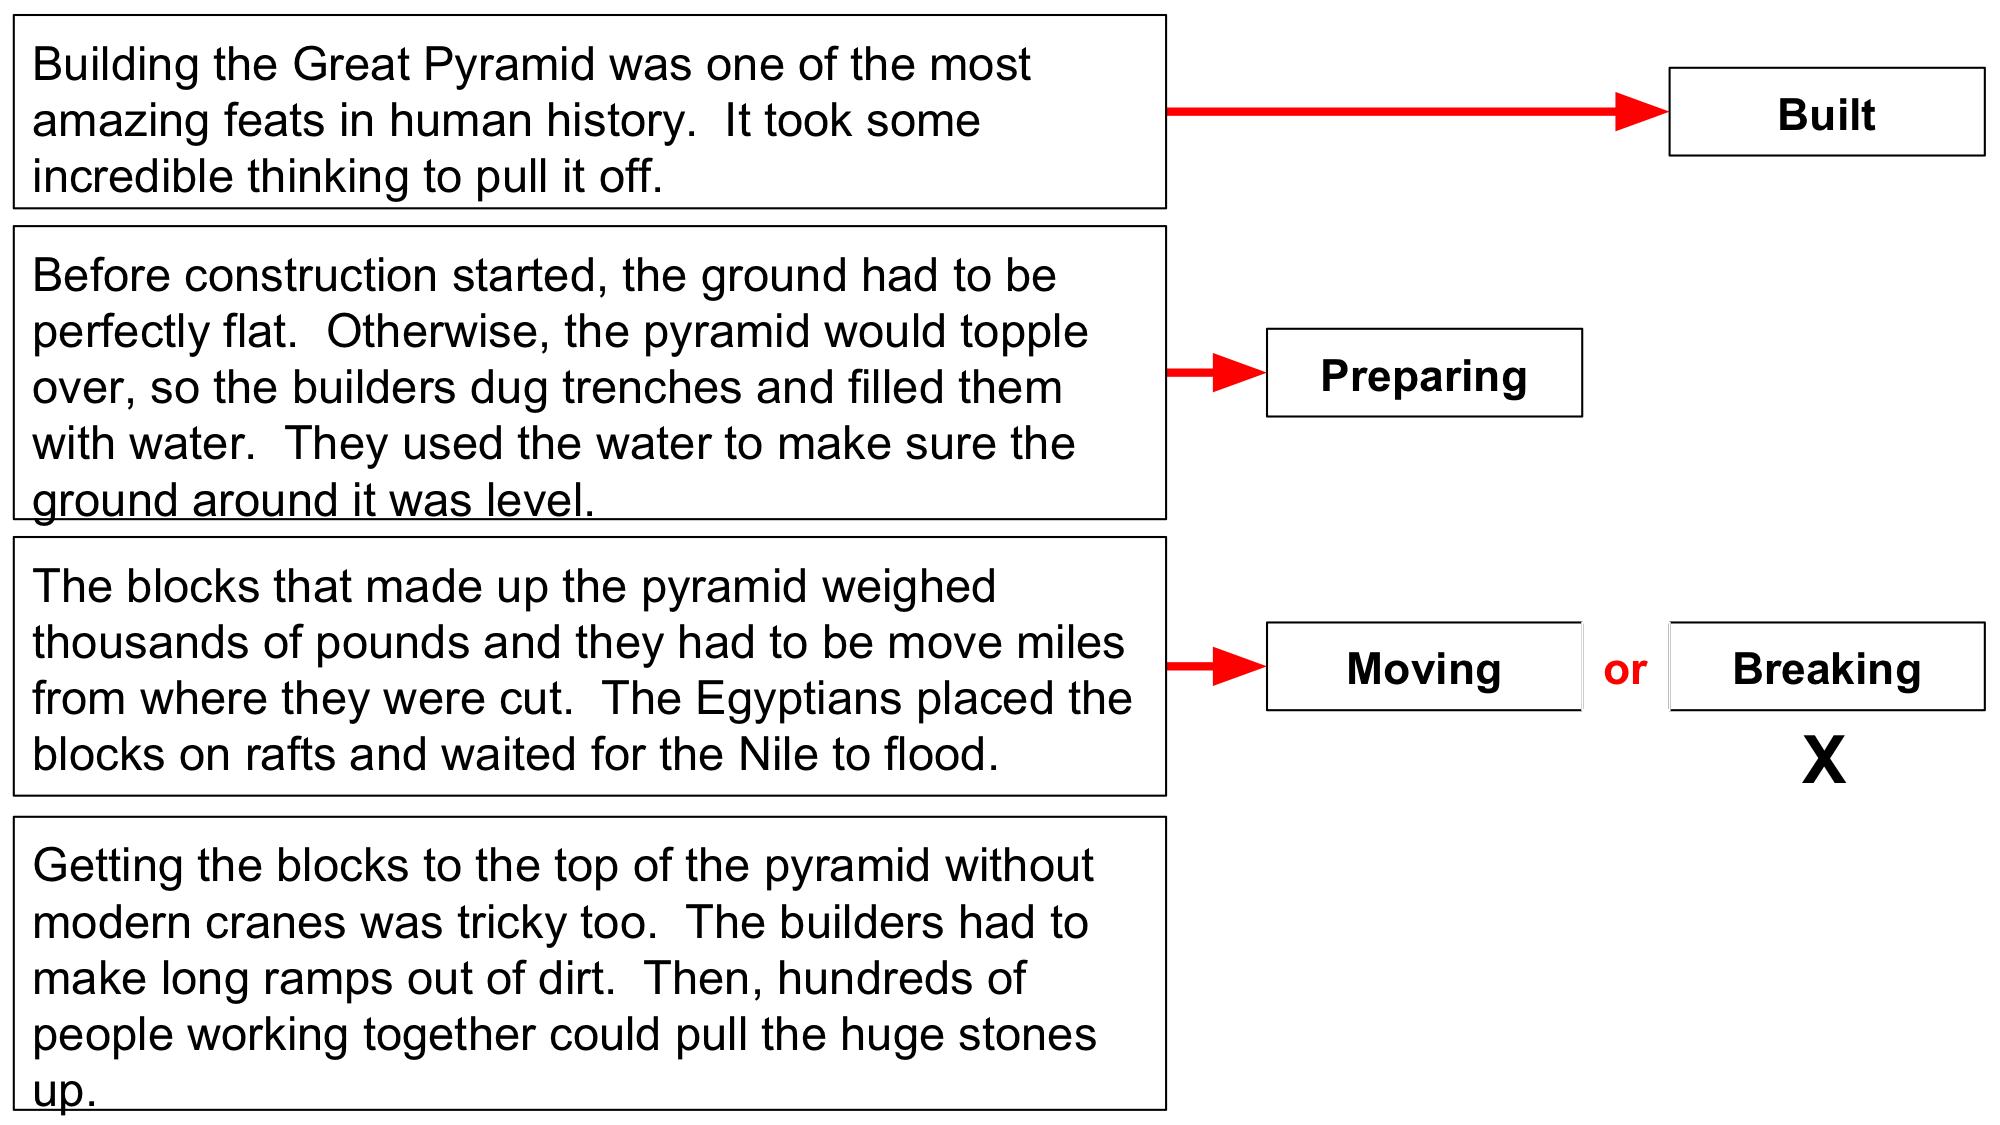 Building the Great Pyramid was one of the most
amazing feats in human history.  It took some
incredible thinking to pull it off.
Built
Before construction started, the ground had to be
perfectly flat.  Otherwise, the pyramid would topple
over, so the builders dug trenches and filled them
with water.  They used the water to make sure the
ground around it was level.
Preparing
The blocks that made up the pyramid weighed
thousands of pounds and they had to be move miles
from where they were cut.  The Egyptians placed the
blocks on rafts and waited for the Nile to flood.
Moving or Breaking
X
Getting the blocks to the top of the pyramid without
modern cranes was tricky too.  The builders had to
make long ramps out of dirt.  Then, hundreds of
people working together could pull the huge stones
up.